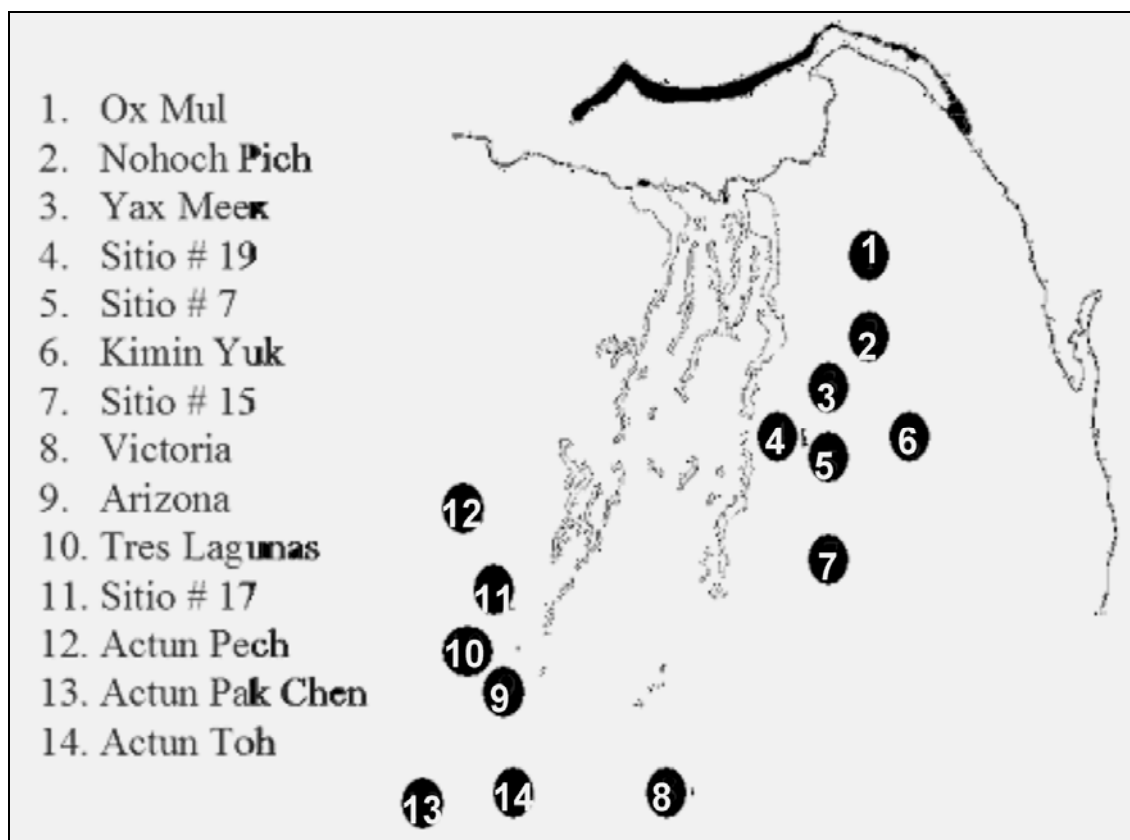 1. Ox Mul
2. Nohoch Pich
3. Yax Meex
4. Sitio # 19
5. Sitio # 7
6. Kimin Yuk
7. Sitio # 15
8. Victoria
9. Arizona
10. Tres Lagunas
11. Sitio # 17
12. Actun Pech
13. Actun Pak Chen
14. Actun Toh
1
2
3
4
5
6
12
7
11
10
9
13
14
8